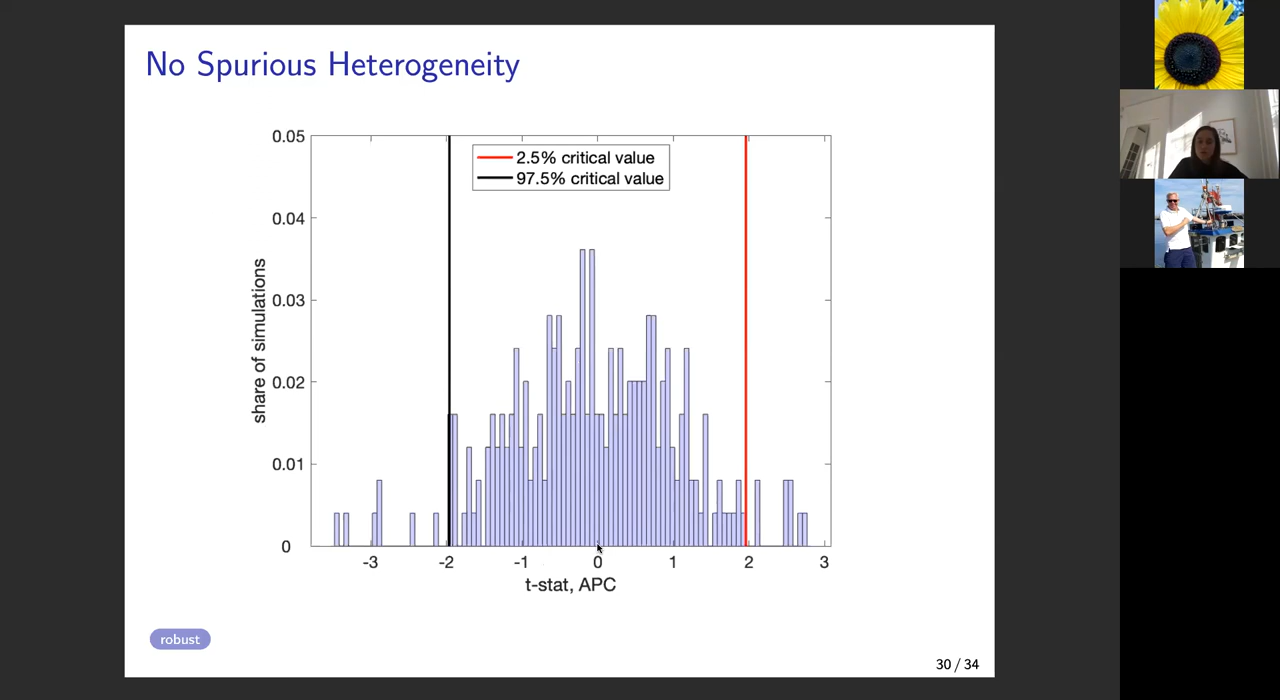 No Spurious Heterogeneity
0.05
0.04
0.03
0.02
0.01
0
share of simulations
2.5% critical value
97.5% critical value
-3 -2 -1 0 1 2 3
t-stat, APC
robust
30 / 34